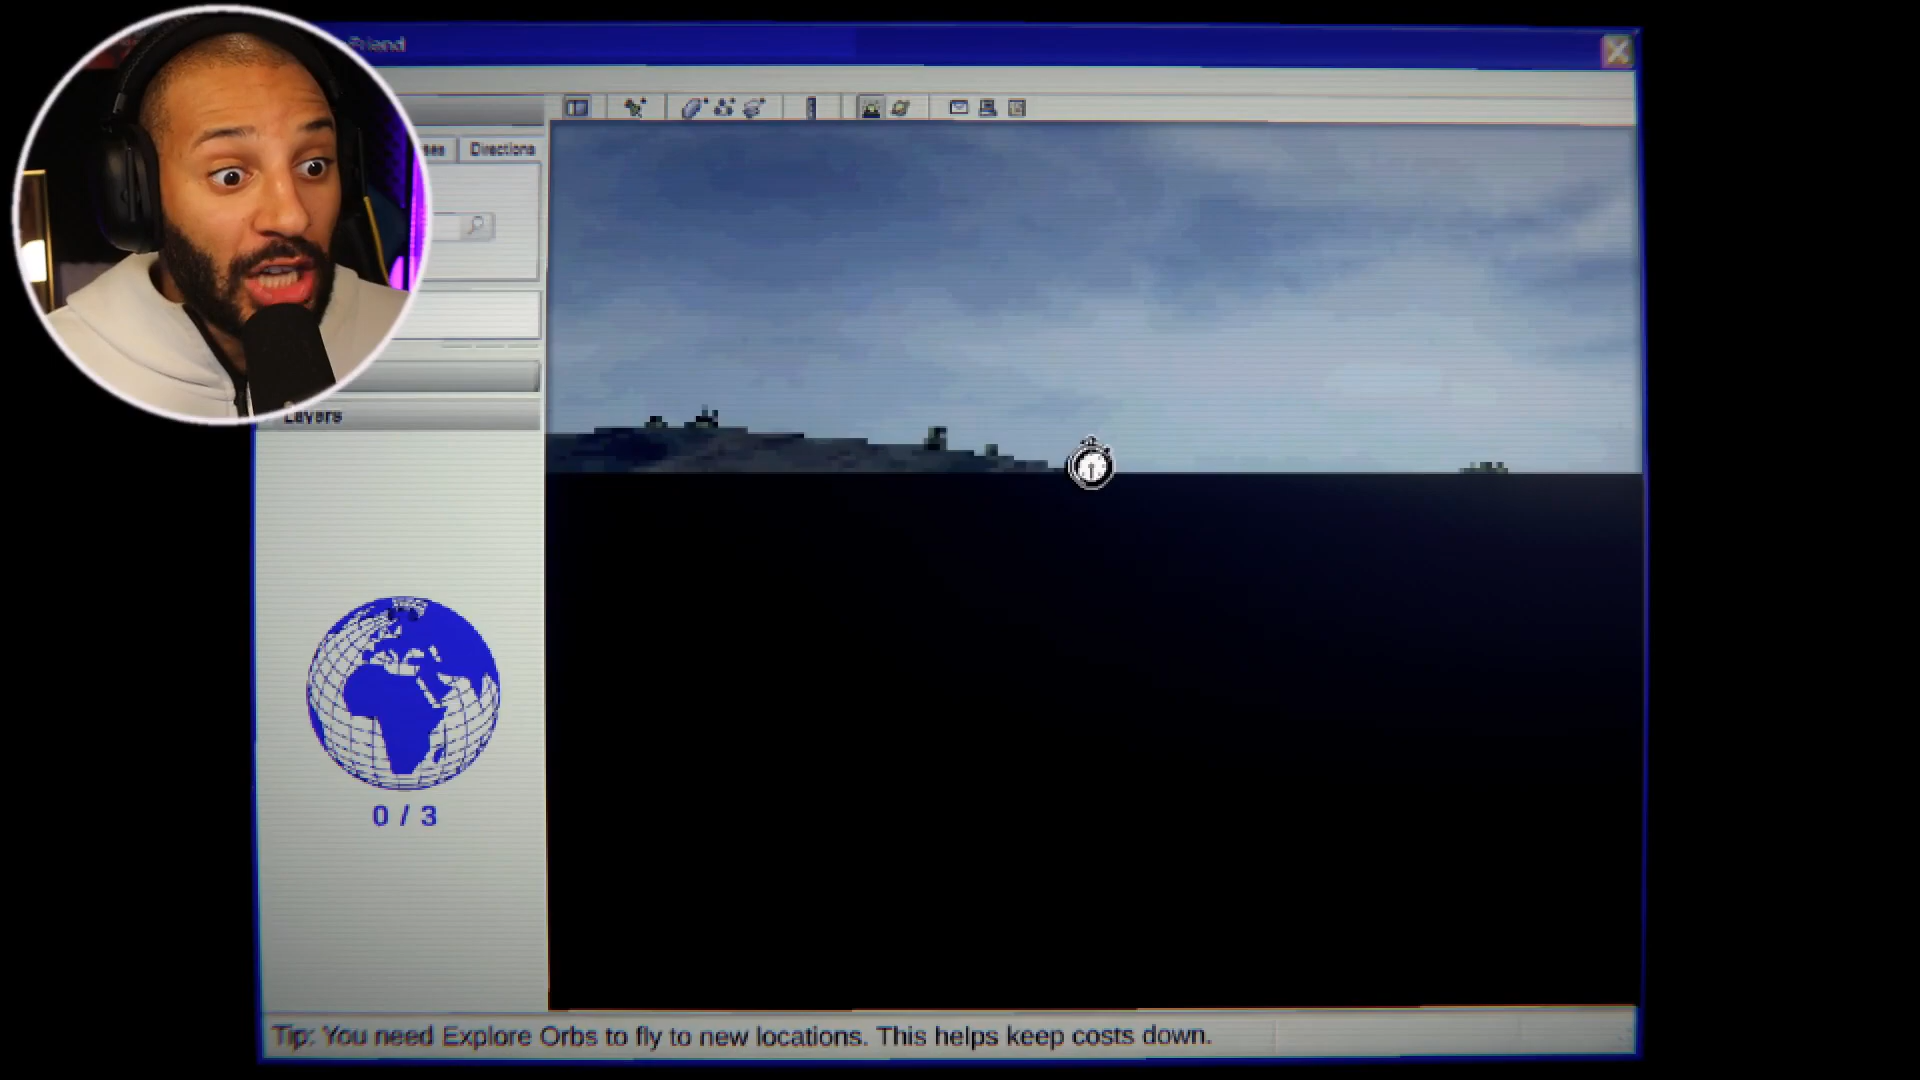 Friend
Directions
Layers
0 / 3
Tip: You need Explore Orbs to fly to new locations. This helps keep costs down.